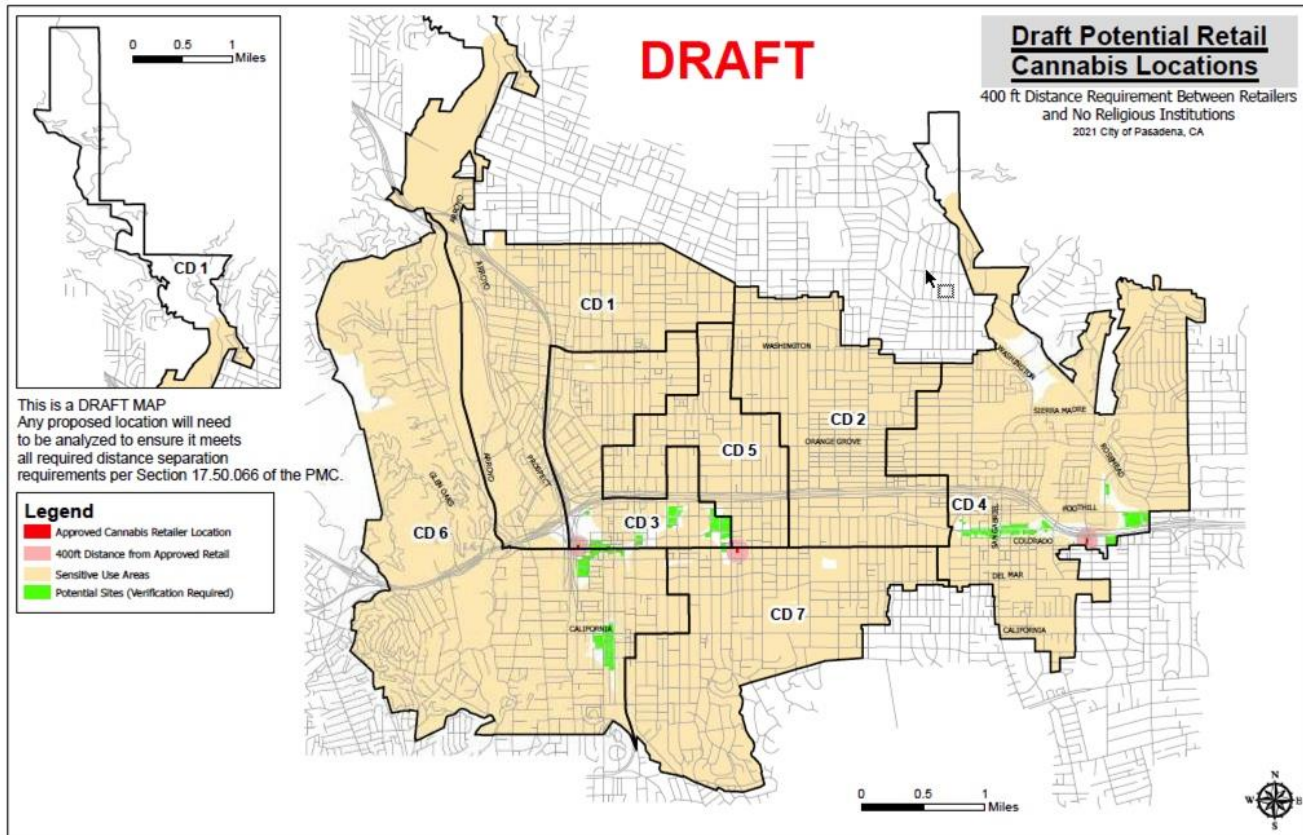 0 0.5 1
Miles
CD 1
DRAFT
Draft Potential Retail
Cannabis Locations
400 ft Distance Requirement Between Retailers
and No Religious Institutions
2021 City of Pasadena, CA
This is a DRAFT MAP
Any proposed location will need
to be analyzed to ensure it meets
all required distance separation
requirements per Section 17.50.066 of the PMC.
Legend
Approved Cannabis Retailer Location
400ft Distance from Approved Retail
Sensitive Use Areas
Potential Sites (Verification Required)
ARROYO
ARROYO
CD 1
WASHINGTON
WASHINGTON
SIERRA MADRE
CD 2
ORANGE GROVE
CD 5
ROSEMEAD
ARROYO
PROSPECT
GLEN OAKS
CD 6
CD 3
CD 4
FOOTHILL
SAN GABRIEL
COLORADO
DEL MAR
CD 7
CALIFORNIA
CALIFORNIA
0 0.5 1
Miles
N
W E
S